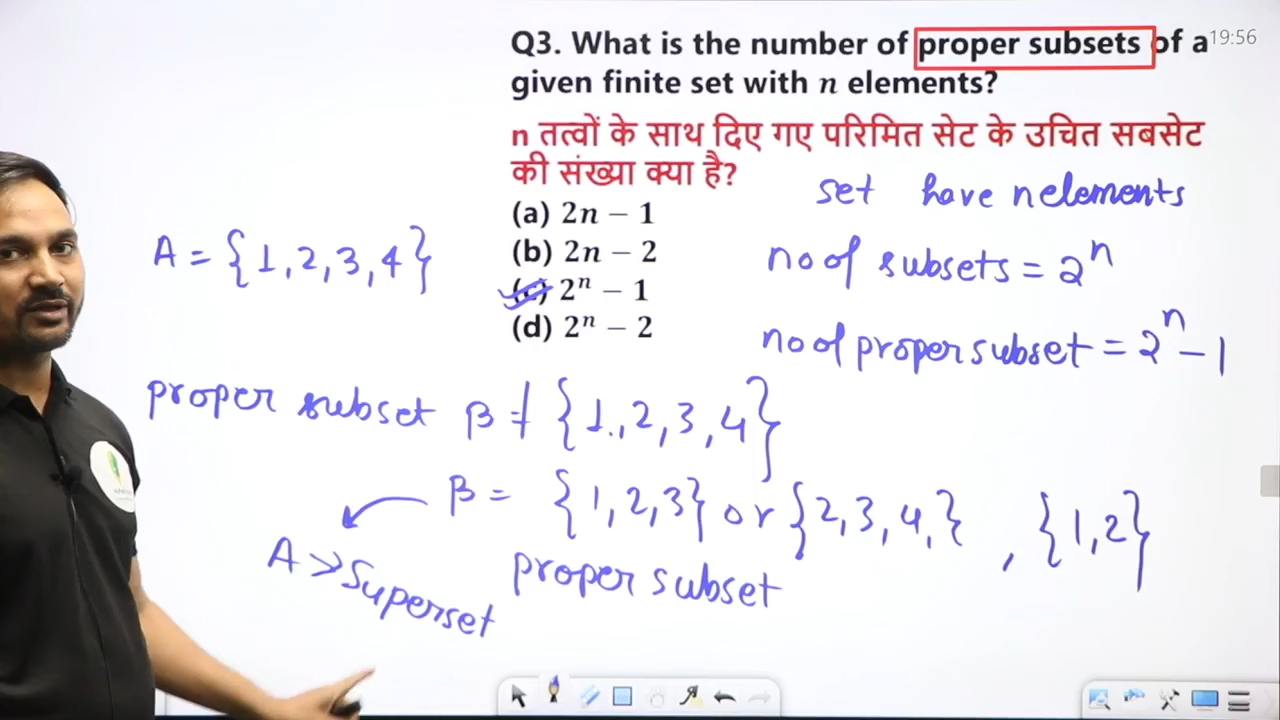 19:56
Q3. What is the number of proper subsets of a
given finite set with n elements?
n तत्वों के साथ दिए गए परिमित सेट के उचित सबसेट
की संख्या क्या है?
(a) 2n − 1
(b) 2n − 2
(c) 2ⁿ − 1
(d) 2ⁿ − 2
set have n elements
no of subsets = 2ⁿ
no of proper subset = 2ⁿ − 1
A = {1, 2, 3, 4}
proper subset B ≠ {1, 2, 3, 4}
B = {1, 2, 3} or {2, 3, 4, } , {1, 2}
A > Superset
proper subset